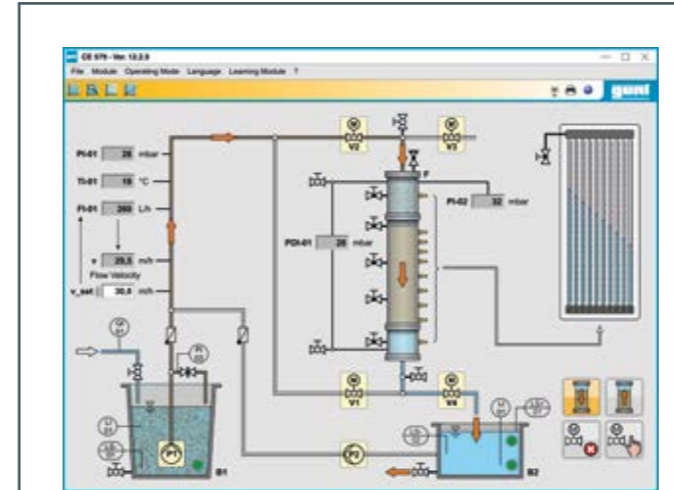 CE 579 - Ver. 13.2.0
File Module Operating Mode Language Learning Module ?
gunt
V2
V3
PI-01 28 mbar
F
TI-01 19 °C
PI-02 32 mbar
FI-01 260 L/h
PDI-01 28 mbar
v 29,5 m/h
Flow Velocity
v_set 30,0 m/h
V1
V4
P1
P2
B1
B2